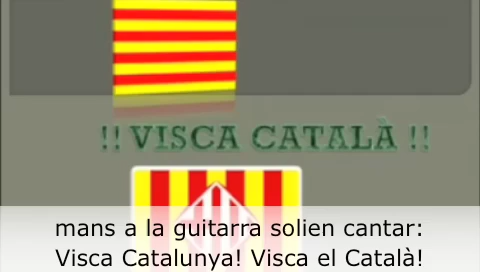 !! VISCA CATALÀ !!
mans a la guitarra solien cantar:
Visca Catalunya! Visca el Català!